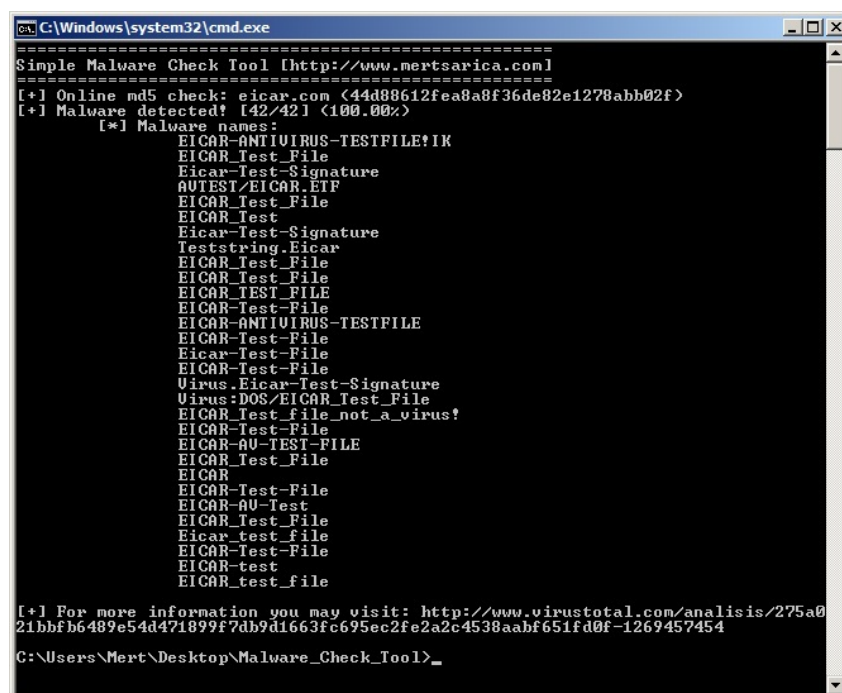 C:\Windows\system32\cmd.exe
=====================================================
Simple Malware Check Tool [http://www.mertsarica.com]
=====================================================
[+] Online md5 check: eicar.com (44d88612fea8a8f36de82e1278abb02f)
[+] Malware detected! [42/42] (100.00%)
[*] Malware names:
EICAR-ANTIVIRUS-TESTFILE!IK
EICAR_Test_File
Eicar-Test-Signature
AVTEST/EICAR.ETF
EICAR_Test_File
EICAR_Test
Eicar-Test-Signature
Teststring.Eicar
EICAR_Test_File
EICAR_Test_File
EICAR_TEST_FILE
EICAR-Test-File
EICAR-ANTIVIRUS-TESTFILE
EICAR-Test-File
Eicar-Test-File
EICAR-Test-File
Virus.Eicar-Test-Signature
Virus:DOS/EICAR_Test_File
EICAR_Test_file_not_a_virus!
EICAR-Test-File
EICAR-AV-TEST-FILE
EICAR_Test_File
EICAR
EICAR-Test-File
EICAR-AV-Test
EICAR_Test_File
Eicar_test_file
EICAR-Test-File
EICAR-test
EICAR_test_file
[+] For more information you may visit: http://www.virustotal.com/analisis/275a0
21bbfb6489e54d471899f7db9d1663fc695ec2fe2a2c4538aabf651fd0f-1269457454
C:\Users\Mert\Desktop\Malware_Check_Tool>_